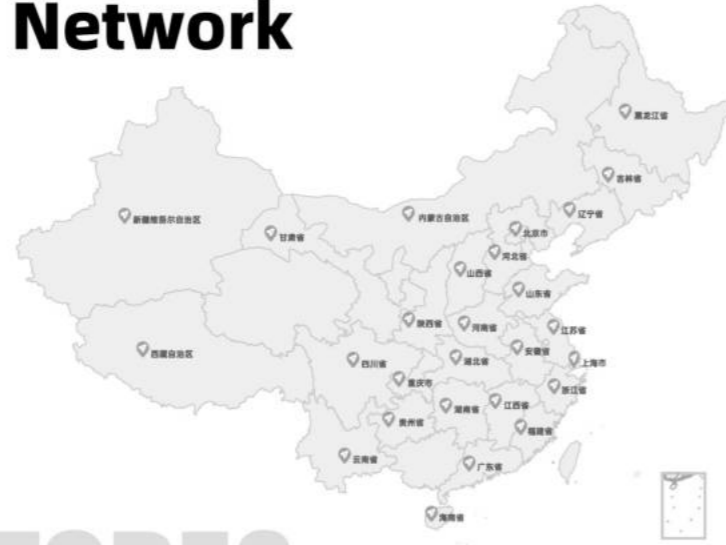 Network
黑龙江省
吉林省
辽宁省
内蒙古自治区
新疆维吾尔自治区
甘肃省
北京市
河北省
山西省
山东省
陕西省
河南省
江苏省
西藏自治区
四川省
湖北省
安徽省
上海市
重庆市
浙江省
湖南省
江西省
贵州省
福建省
云南省
广东省
海南省